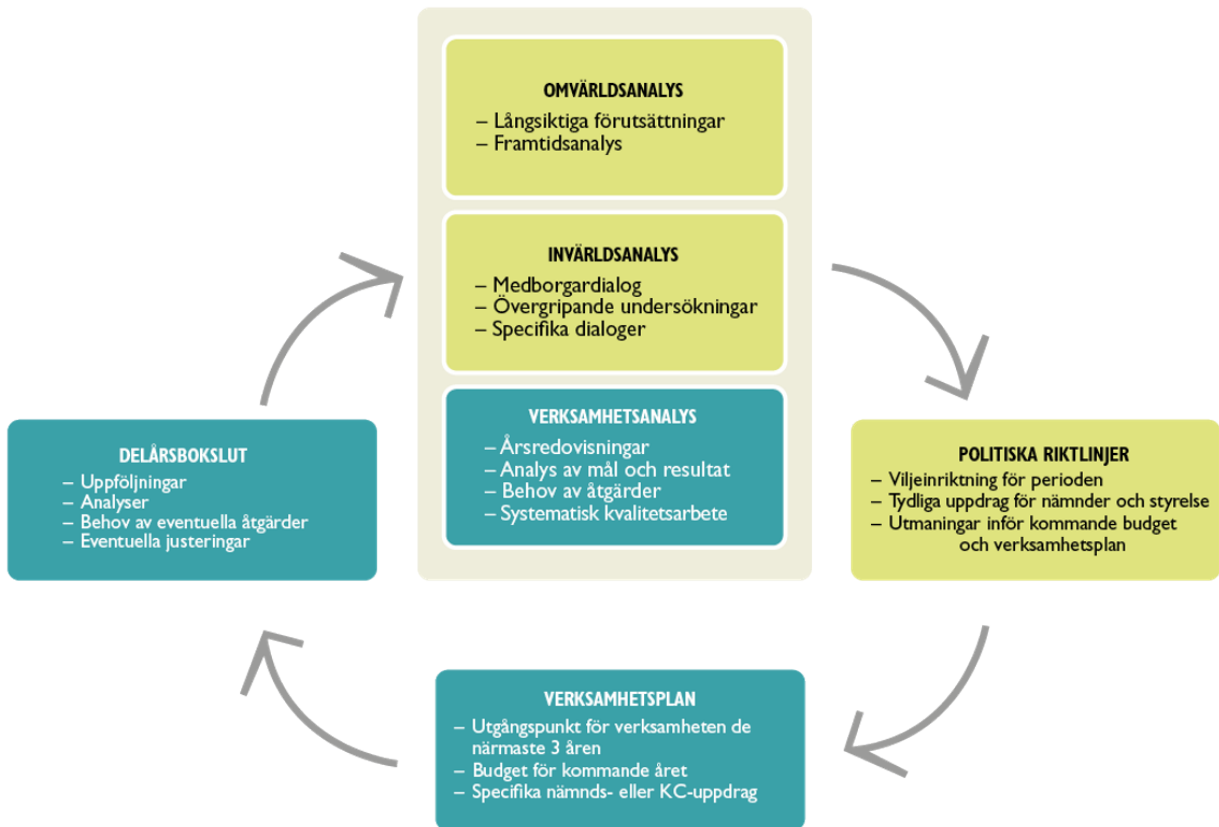 OMVÄRLDSANALYS
– Långsiktiga förutsättningar
– Framtidsanalys
INVÄRLDSANALYS
– Medborgardialog
– Övergripande undersökningar
– Specifika dialoger
VERKSAMHETSANALYS
– Årsredovisningar
– Analys av mål och resultat
– Behov av åtgärder
– Systematisk kvalitetsarbete
POLITISKA RIKTLINJER
– Viljeinriktning för perioden
– Tydliga uppdrag för nämnder och styrelse
– Utmaningar inför kommande budget
och verksamhetsplan
VERKSAMHETSPLAN
– Utgångspunkt för verksamheten de
närmaste 3 åren
– Budget för kommande året
– Specifika nämnds- eller KC-uppdrag
DELÅRSBOKSLUT
– Uppföljningar
– Analyser
– Behov av eventuella åtgärder
– Eventuella justeringar